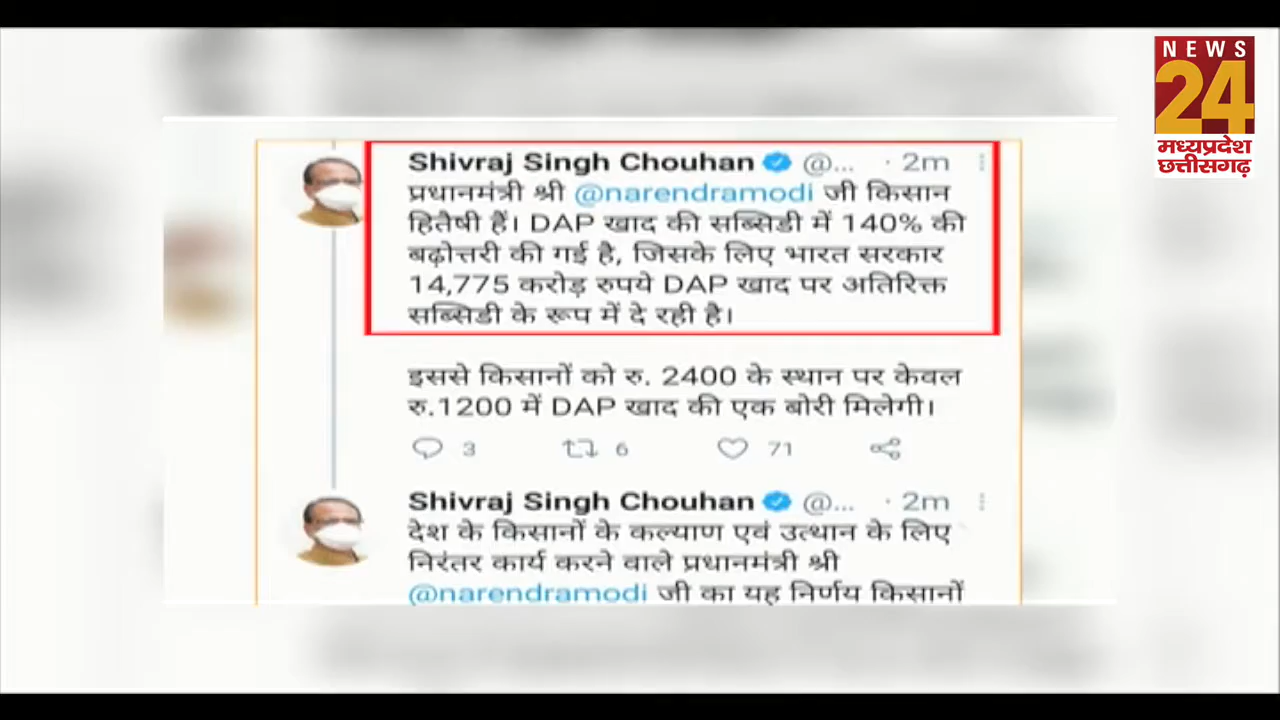 NEWS
24
मध्यप्रदेश
छत्तीसगढ़
Shivraj Singh Chouhan @... · 2m
प्रधानमंत्री श्री @narendramodi जी किसान
हितैषी हैं। DAP खाद की सब्सिडी में 140% की
बढ़ोत्तरी की गई है, जिसके लिए भारत सरकार
14,775 करोड़ रुपये DAP खाद पर अतिरिक्त
सब्सिडी के रूप में दे रही है।
इससे किसानों को रु. 2400 के स्थान पर केवल
रु.1200 में DAP खाद की एक बोरी मिलेगी।
3 6 71
Shivraj Singh Chouhan @... · 2m
देश के किसानों के कल्याण एवं उत्थान के लिए
निरंतर कार्य करने वाले प्रधानमंत्री श्री
@narendramodi जी का यह निर्णय किसानों